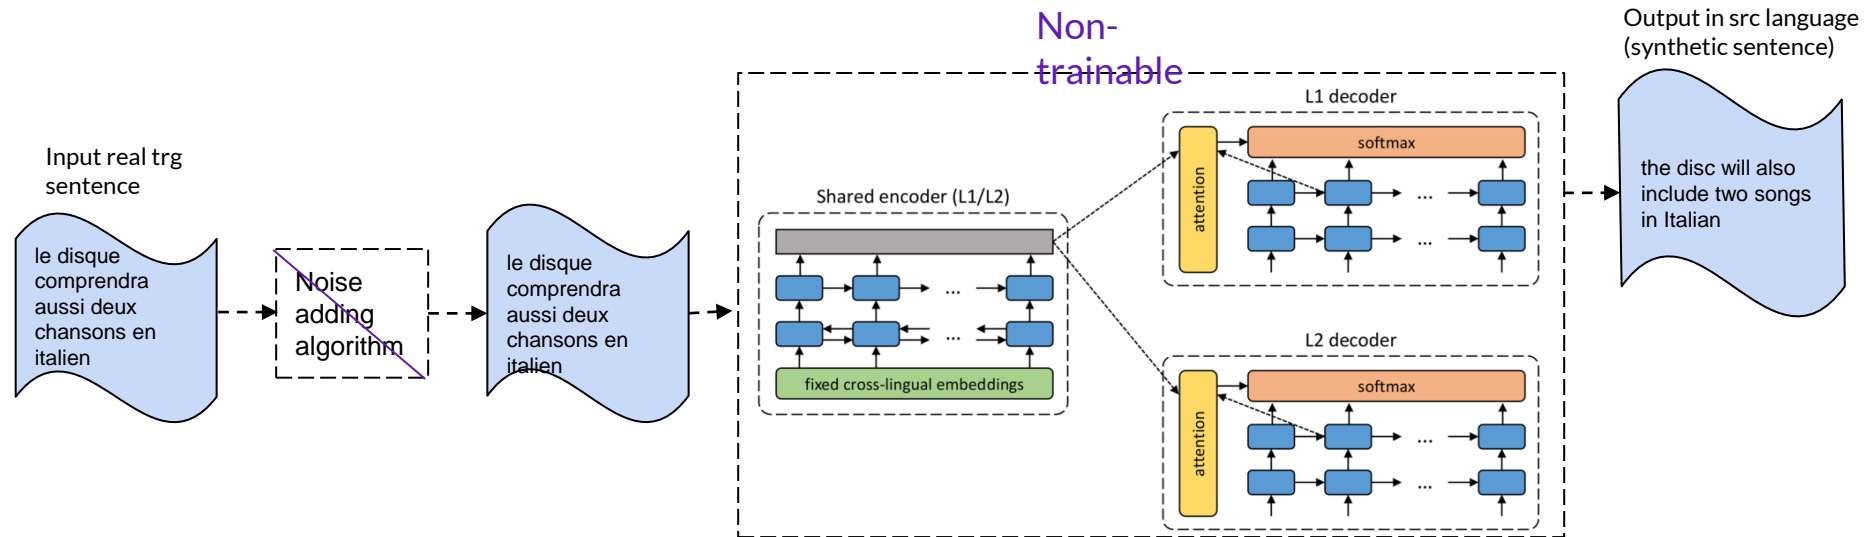 Input real trg
sentence
le disque
comprendra
aussi deux
chansons en
italien
Noise
adding
algorithm
le disque
comprendra
aussi deux
chansons en
italien
Non-
trainable
Shared encoder (L1/L2)
...
...
fixed cross-lingual embeddings
L1 decoder
attention
softmax
...
...
L2 decoder
attention
softmax
...
...
Output in src language
(synthetic sentence)
the disc will also
include two songs
in Italian